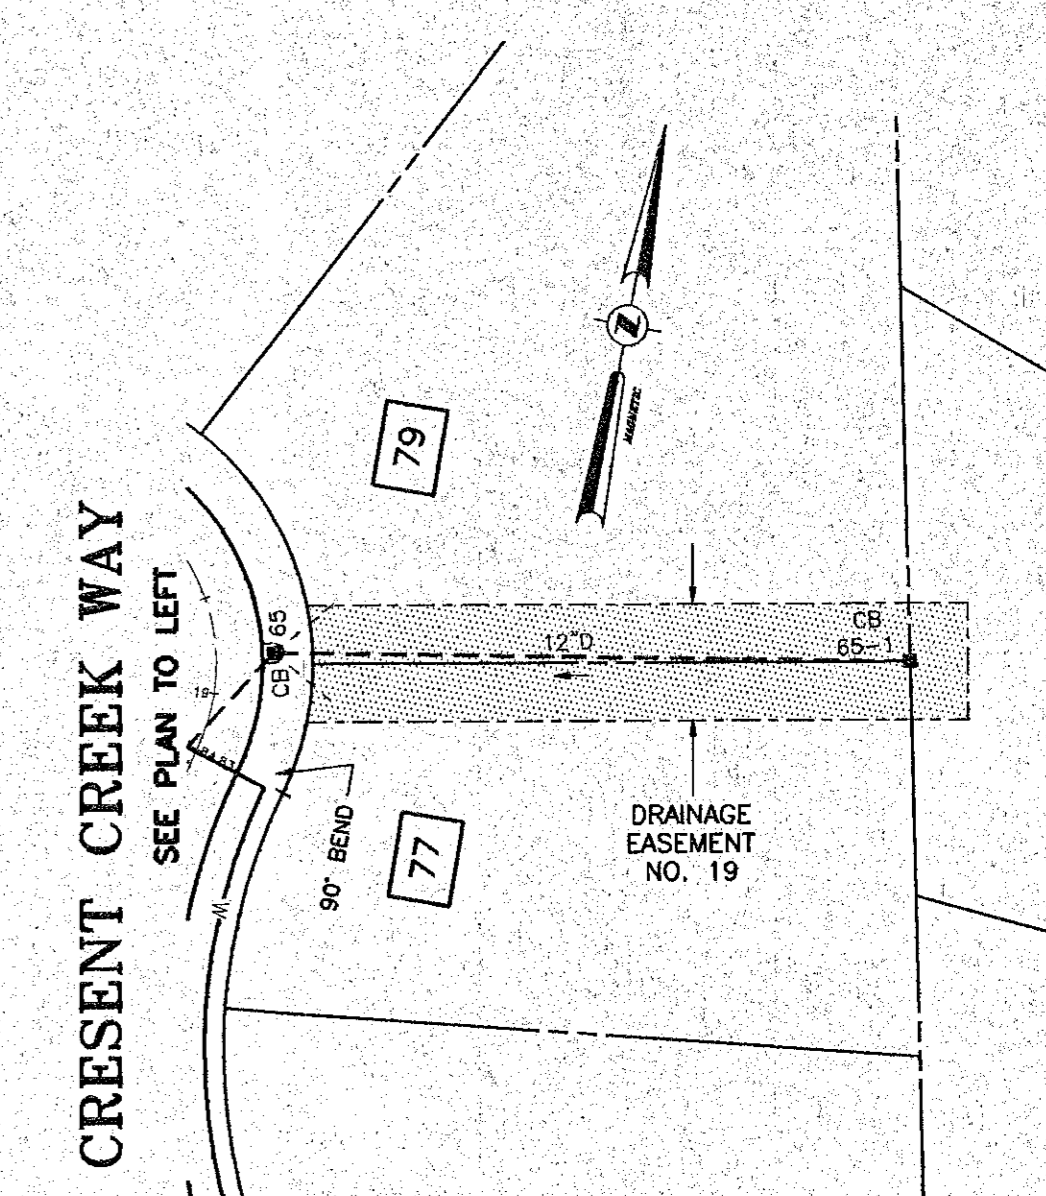 CRESENT CREEK WAY
SEE PLAN TO LEFT
79
MAGNETIC
CB 65
12"D
CB
65-1
19
90° BEND
77
W
DRAINAGE
EASEMENT
NO. 19